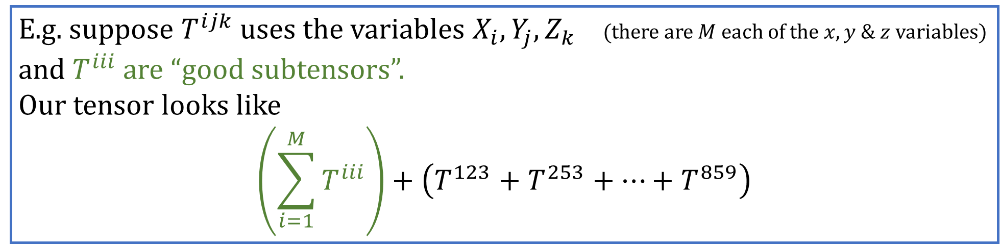 E.g. suppose $T^{ijk}$ uses the variables $X_i, Y_j, Z_k$ (there are $M$ each of the $x, y$ & $z$ variables)
and $T^{iii}$ are “good subtensors”.
Our tensor looks like
$\left(\sum_{i=1}^{M} T^{iii}\right) + \left(T^{123} + T^{253} + \cdots + T^{859}\right)$